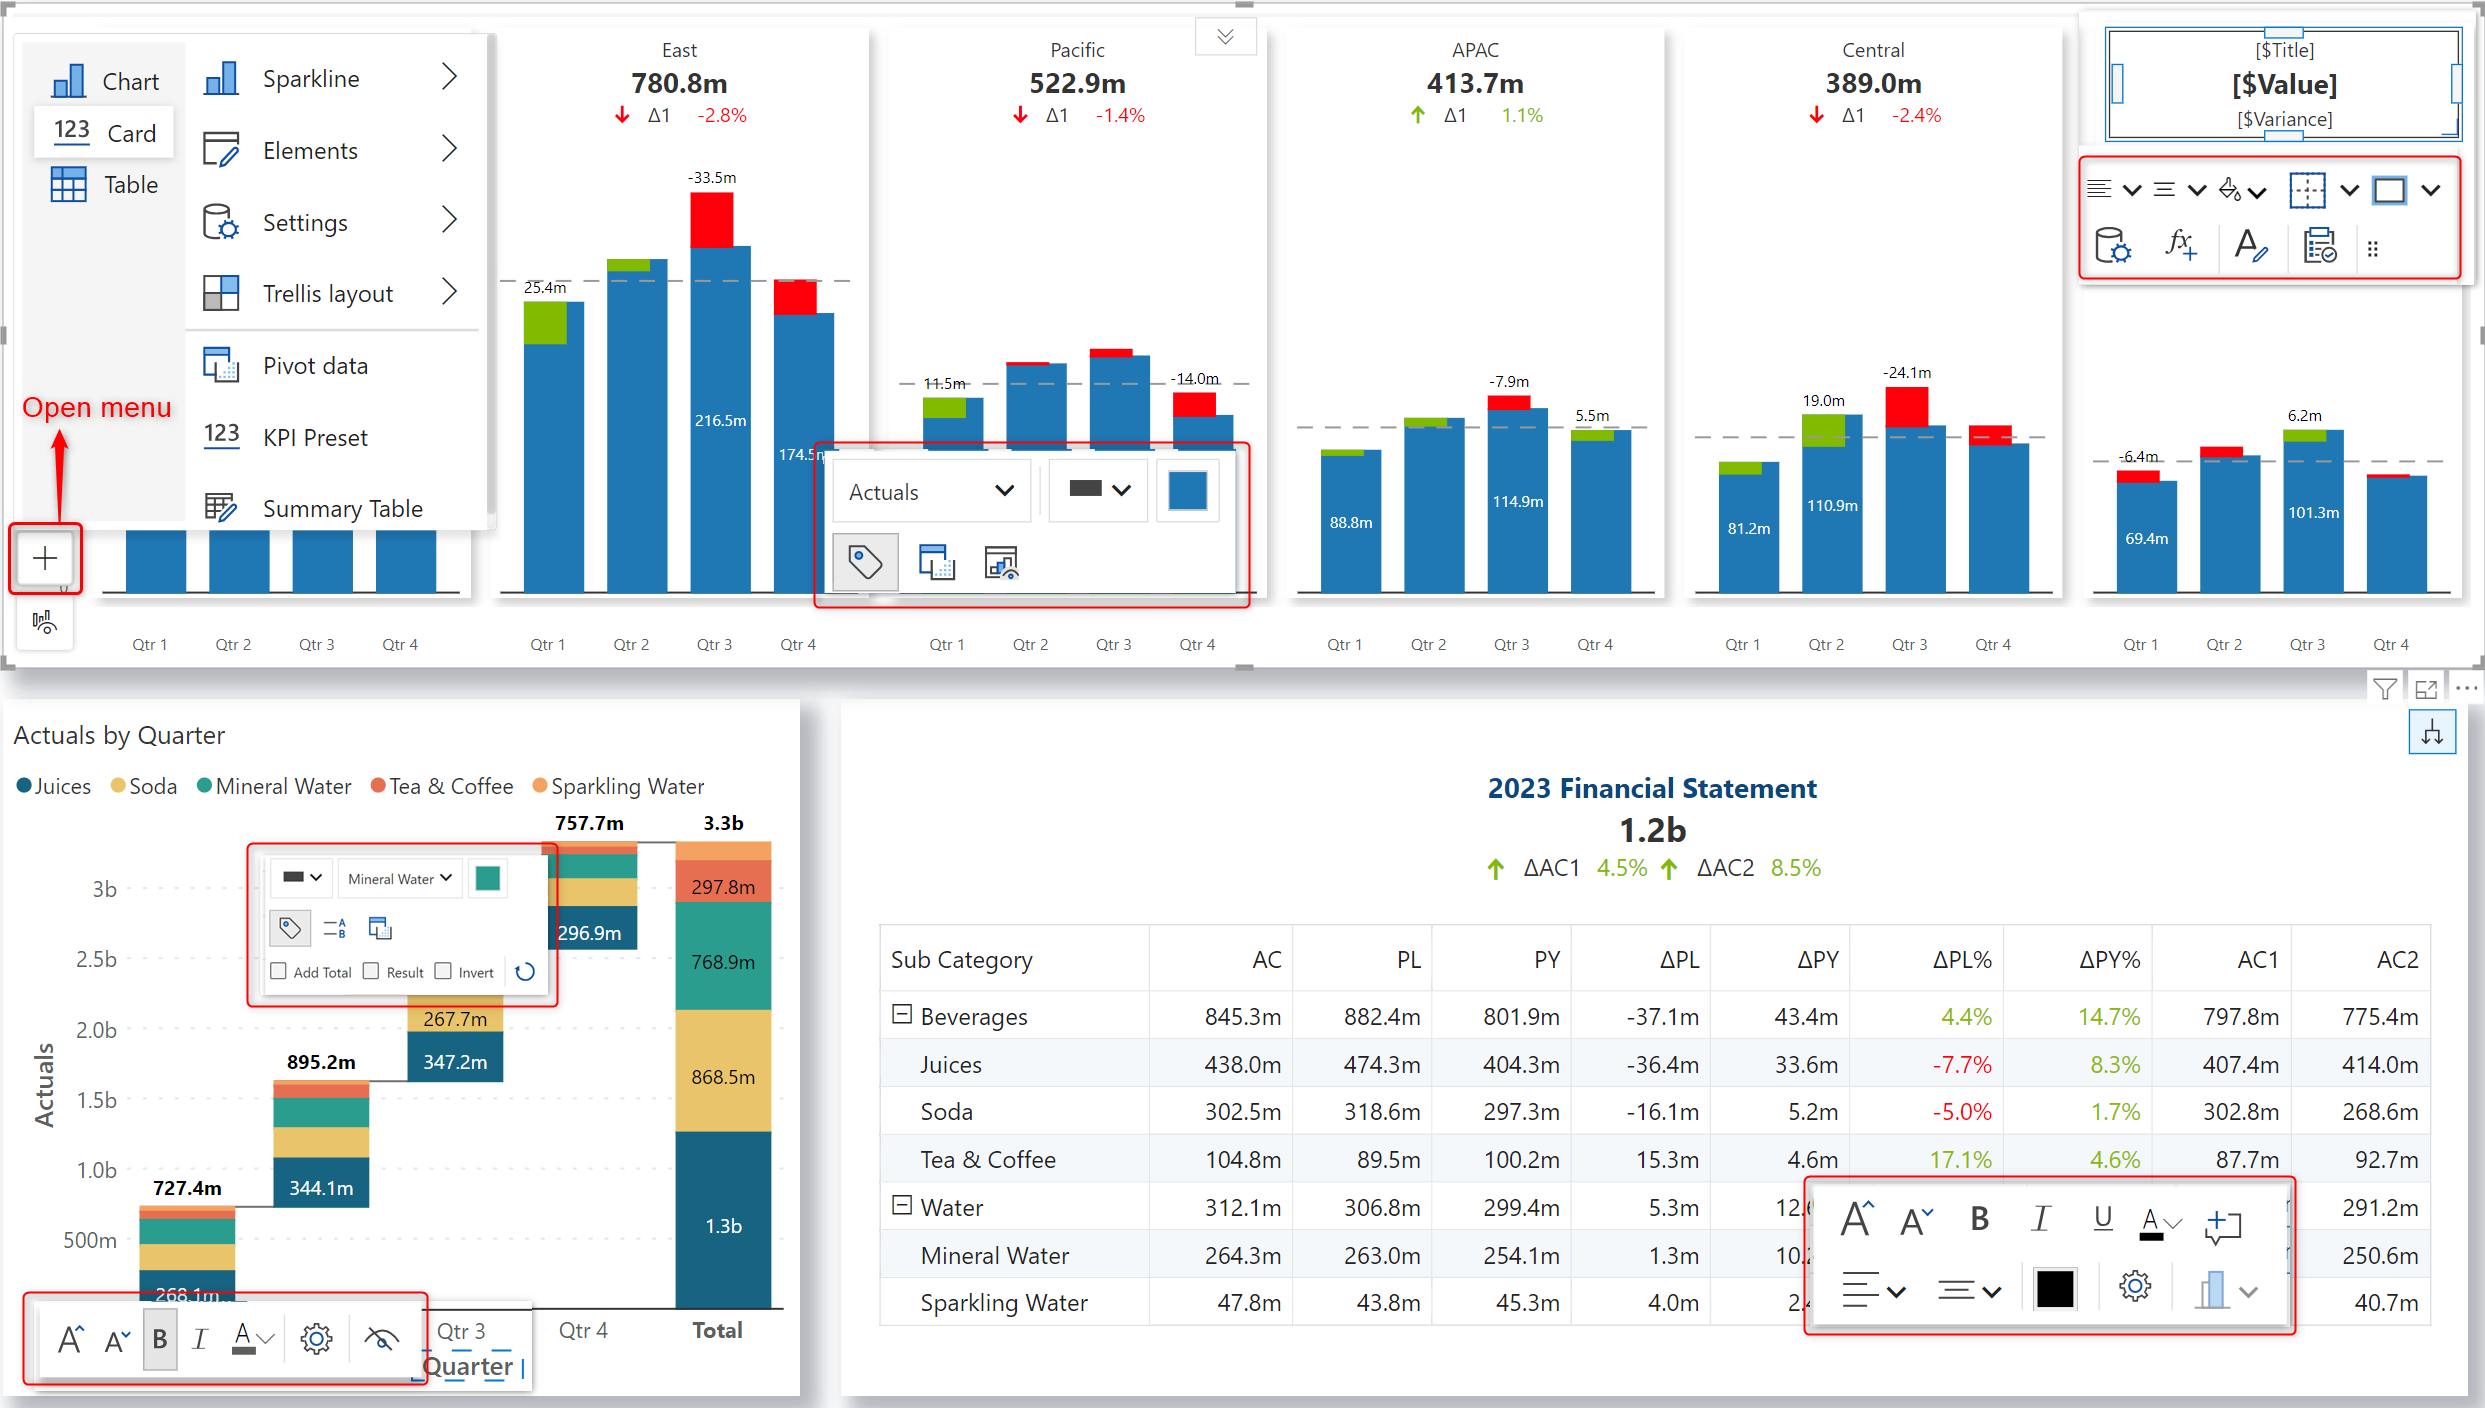 Chart
Card
Table
Sparkline
Elements
Settings
Trellis layout
Pivot data
123 KPI Preset
Summary Table
123
Open menu
East
780.8m
Δ1 -2.8%
-33.5m
25.4m
216.5m
Pacific
522.9m
Δ1 -1.4%
11.5m
-14.0m
APAC
413.7m
Δ1 1.1%
-7.9m
5.5m
88.8m
114.9m
Central
389.0m
Δ1 -2.4%
-24.1m
19.0m
81.2m
110.9m
[$Title]
[$Value]
[$Variance]
6.2m
-6.4m
69.4m
101.3m
Actuals
Qtr 1 Qtr 2 Qtr 3 Qtr 4
Qtr 1 Qtr 2 Qtr 3 Qtr 4
Qtr 1 Qtr 2 Qtr 3 Qtr 4
Qtr 1 Qtr 2 Qtr 3 Qtr 4
Qtr 1 Qtr 2 Qtr 3 Qtr 4
Qtr 1 Qtr 2 Qtr 3 Qtr 4
Actuals by Quarter
Juices Soda Mineral Water Tea & Coffee Sparkling Water
757.7m 3.3b
3b
2.5b
2.0b
1.5b
1.0b
500m
Actuals
Mineral Water
Add Total Result Invert
297.8m
296.9m
768.9m
267.7m
347.2m
895.2m
868.5m
344.1m
727.4m
1.3b
268.1m
B I A
Qtr 3 Qtr 4 Total
Quarter
2023 Financial Statement
1.2b
ΔAC1 4.5% ΔAC2 8.5%
Sub Category AC PL PY ΔPL ΔPY ΔPL% ΔPY% AC1 AC2
Beverages 845.3m 882.4m 801.9m -37.1m 43.4m 4.4% 14.7% 797.8m 775.4m
Juices 438.0m 474.3m 404.3m -36.4m 33.6m -7.7% 8.3% 407.4m 414.0m
Soda 302.5m 318.6m 297.3m -16.1m 5.2m -5.0% 1.7% 302.8m 268.6m
Tea & Coffee 104.8m 89.5m 100.2m 15.3m 4.6m 17.1% 4.6% 87.7m 92.7m
Water 312.1m 306.8m 299.4m 5.3m 291.2m
Mineral Water 264.3m 263.0m 254.1m 1.3m 250.6m
Sparkling Water 47.8m 43.8m 45.3m 4.0m 40.7m
B I U A